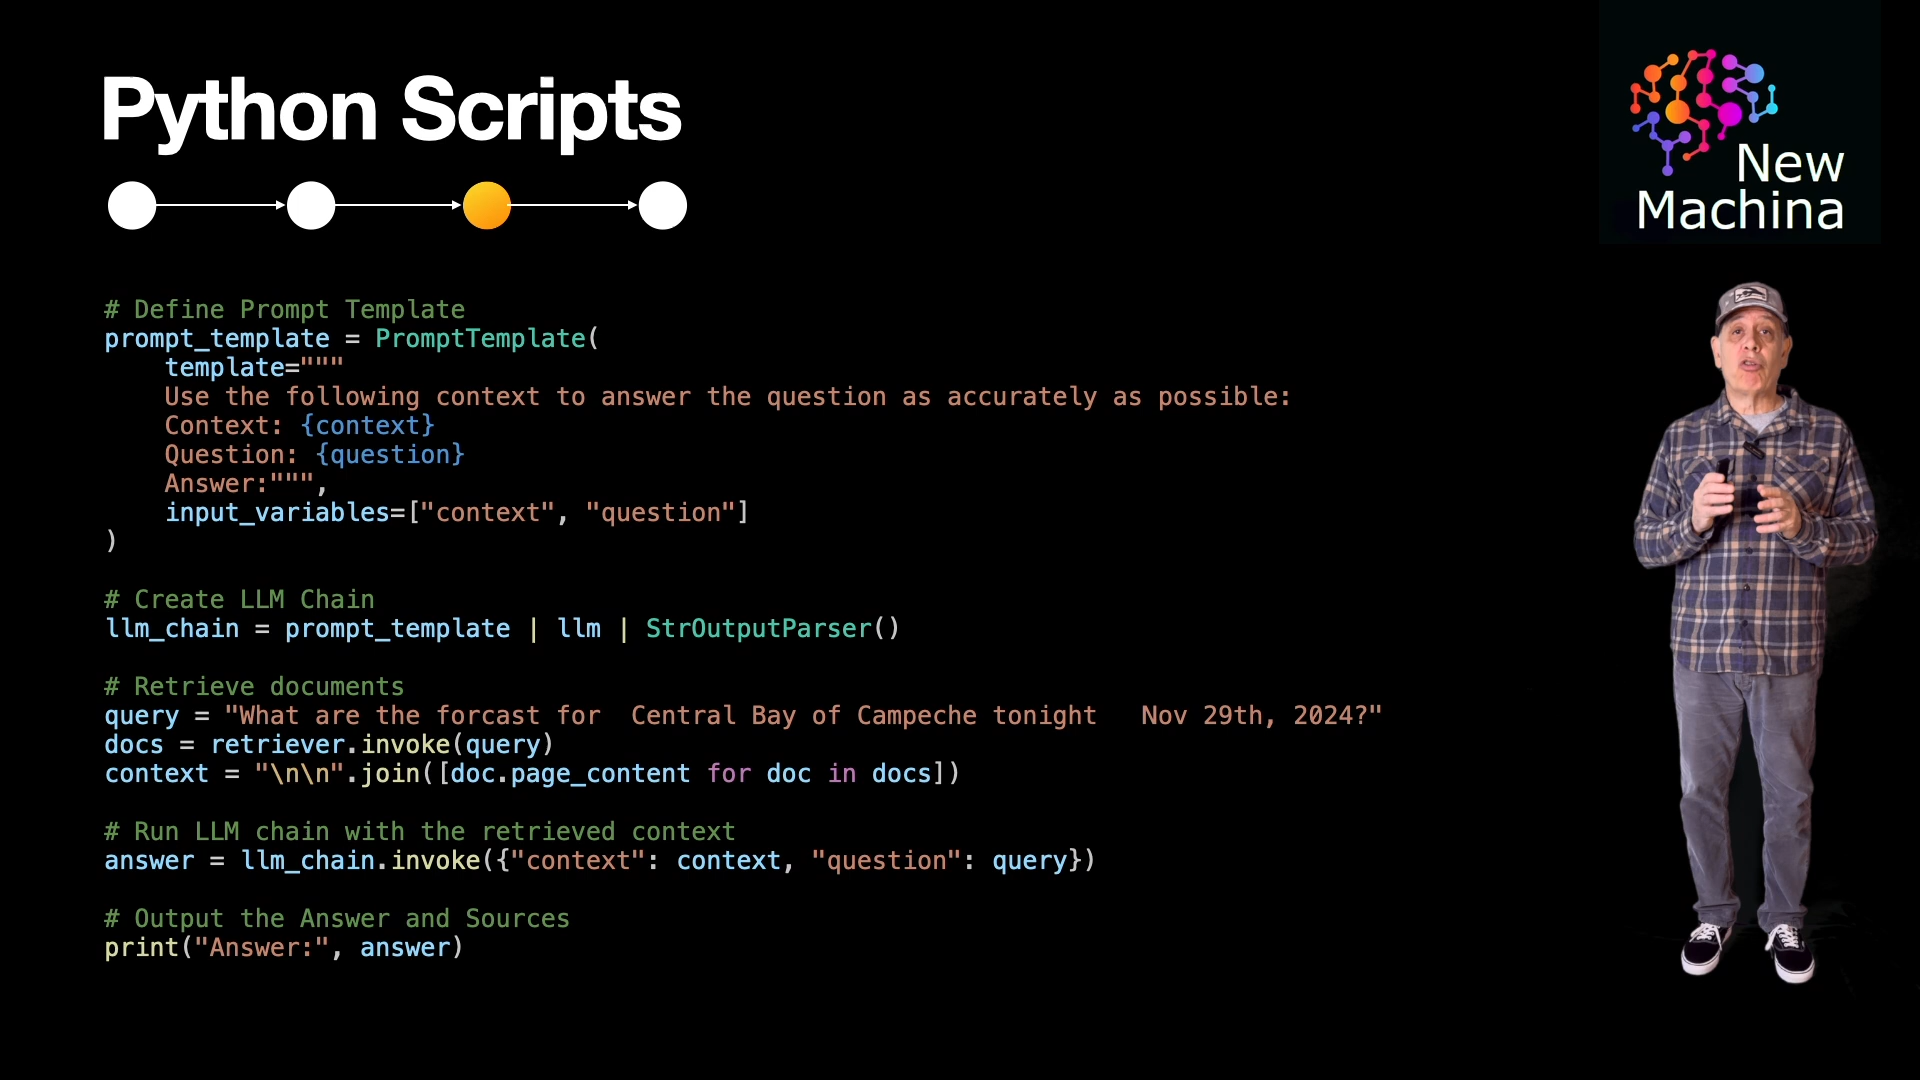 Python Scripts
New
Machina
# Define Prompt Template
prompt_template = PromptTemplate(
    template="""
    Use the following context to answer the question as accurately as possible:
    Context: {context}
    Question: {question}
    Answer:""",
    input_variables=["context", "question"]
)
# Create LLM Chain
llm_chain = prompt_template | llm | StrOutputParser()
# Retrieve documents
query = "What are the forcast for  Central Bay of Campeche tonight   Nov 29th, 2024?"
docs = retriever.invoke(query)
context = "\n\n".join([doc.page_content for doc in docs])
# Run LLM chain with the retrieved context
answer = llm_chain.invoke({"context": context, "question": query})
# Output the Answer and Sources
print("Answer:", answer)